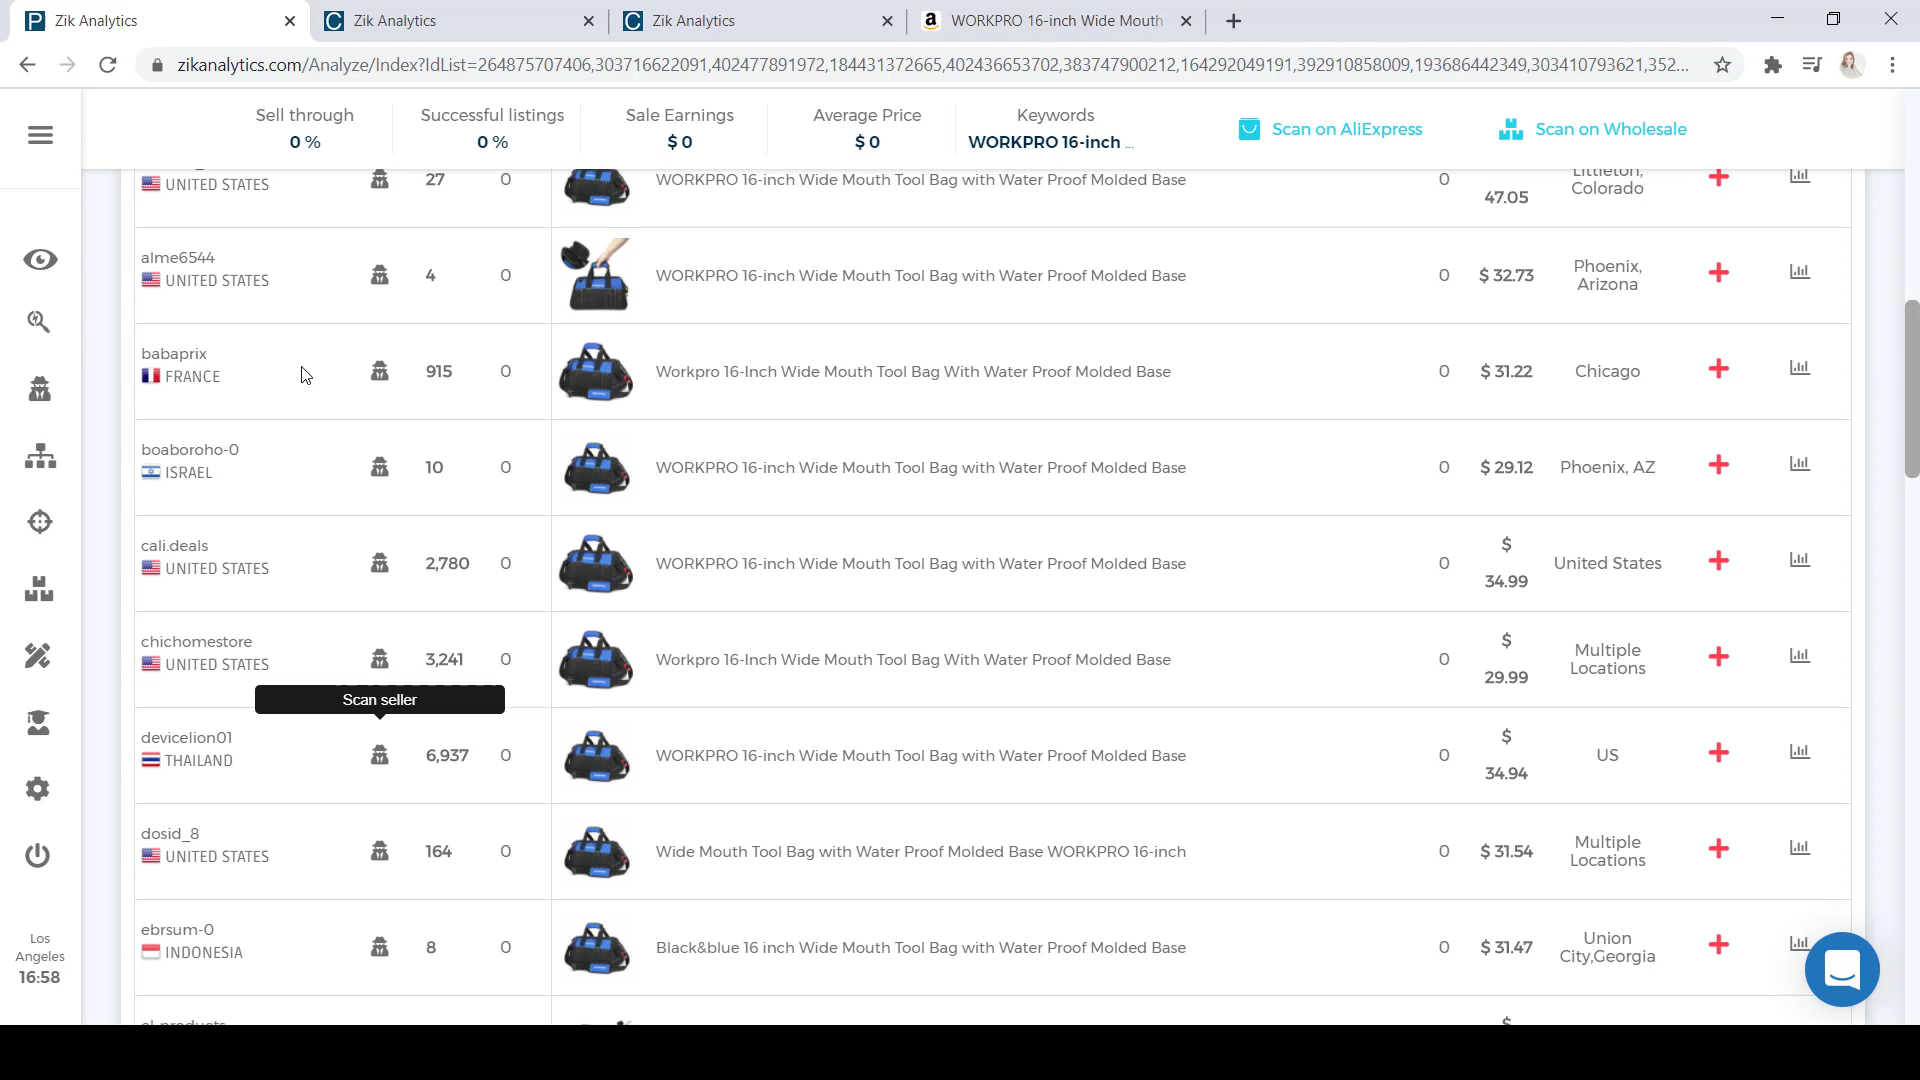 Zik Analytics
Zik Analytics
Zik Analytics
WORKPRO 16-inch Wide Mouth
zikanalytics.com/Analyze/Index?IdList=264875707406,303716622091,402477891972,184431372665,402436653702,383747900212,164292049191,392910858009,193686442349,303410793621,352...
Sell through
0 %
Successful listings
0 %
Sale Earnings
$ 0
Average Price
$ 0
Keywords
WORKPRO 16-inch ...
Scan on AliExpress
Scan on Wholesale
UNITED STATES
27
0
WORKPRO 16-inch Wide Mouth Tool Bag with Water Proof Molded Base
0
47.05
Littleton,
Colorado
alme6544
UNITED STATES
4
0
WORKPRO 16-inch Wide Mouth Tool Bag with Water Proof Molded Base
0
$ 32.73
Phoenix,
Arizona
babaprix
FRANCE
915
0
Workpro 16-Inch Wide Mouth Tool Bag With Water Proof Molded Base
0
$ 31.22
Chicago
boaboroho-0
ISRAEL
10
0
WORKPRO 16-inch Wide Mouth Tool Bag with Water Proof Molded Base
0
$ 29.12
Phoenix, AZ
cali.deals
UNITED STATES
2,780
0
WORKPRO 16-inch Wide Mouth Tool Bag with Water Proof Molded Base
0
$
34.99
United States
chichomestore
UNITED STATES
3,241
0
Workpro 16-Inch Wide Mouth Tool Bag With Water Proof Molded Base
0
$
29.99
Multiple
Locations
Scan seller
devicelion01
THAILAND
6,937
0
WORKPRO 16-inch Wide Mouth Tool Bag with Water Proof Molded Base
0
$
34.94
US
dosid_8
UNITED STATES
164
0
Wide Mouth Tool Bag with Water Proof Molded Base WORKPRO 16-inch
0
$ 31.54
Multiple
Locations
ebrsum-0
INDONESIA
8
0
Black&blue 16 inch Wide Mouth Tool Bag with Water Proof Molded Base
0
$ 31.47
Union
City,Georgia
Los
Angeles
16:58